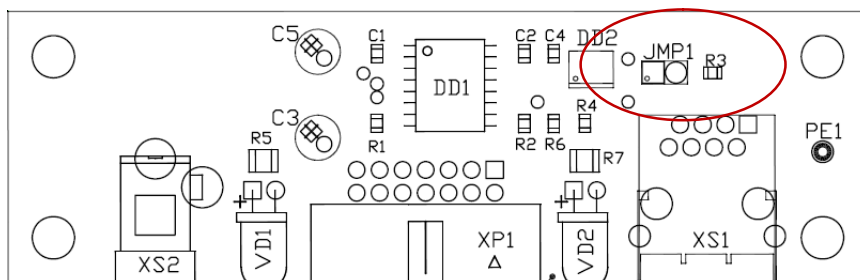 C5 C1 C2 C4 DD2 JMP1 R3
DD1
C3 R1 R2 R6 R4 PE1
R5 R7
VD1 XP1 VD2 XS1
XS2